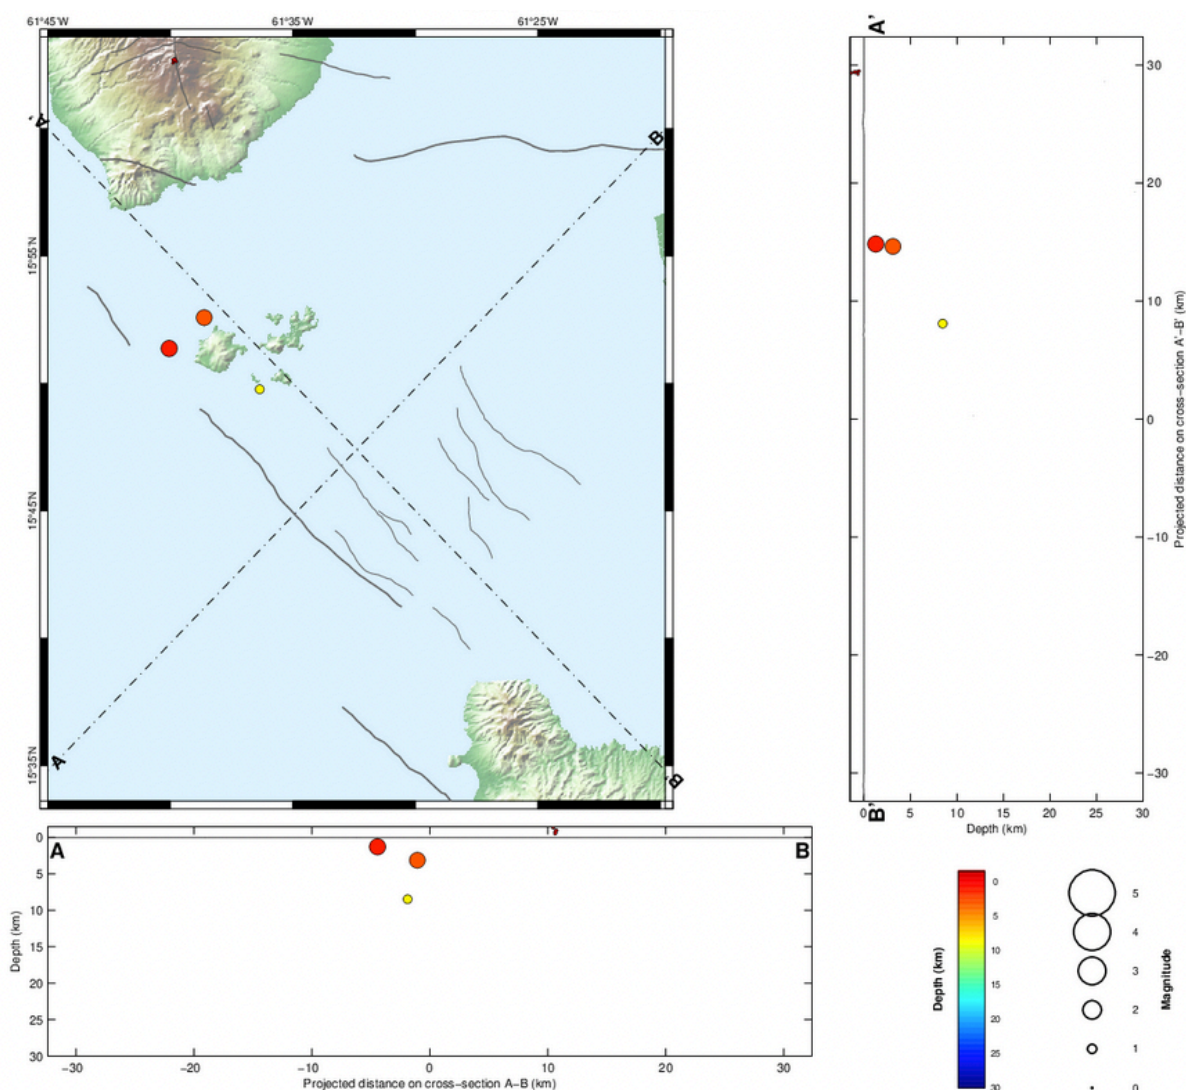 61°45'W 61°35'W 61°25'W
15°55'N
15°45'N
15°35'N
A'
B
A
B'
A'
30
20
10
0
−10
−20
−30
Projected distance on cross−section A'−B' (km)
B'
0 5 10 15 20 25 30
Depth (km)
A B
0
5
10
15
20
25
30
Depth (km)
−30 −20 −10 0 10 20 30
Projected distance on cross−section A−B (km)
0
5
10
15
20
25
30
Depth (km)
5
4
3
2
1
0
Magnitude